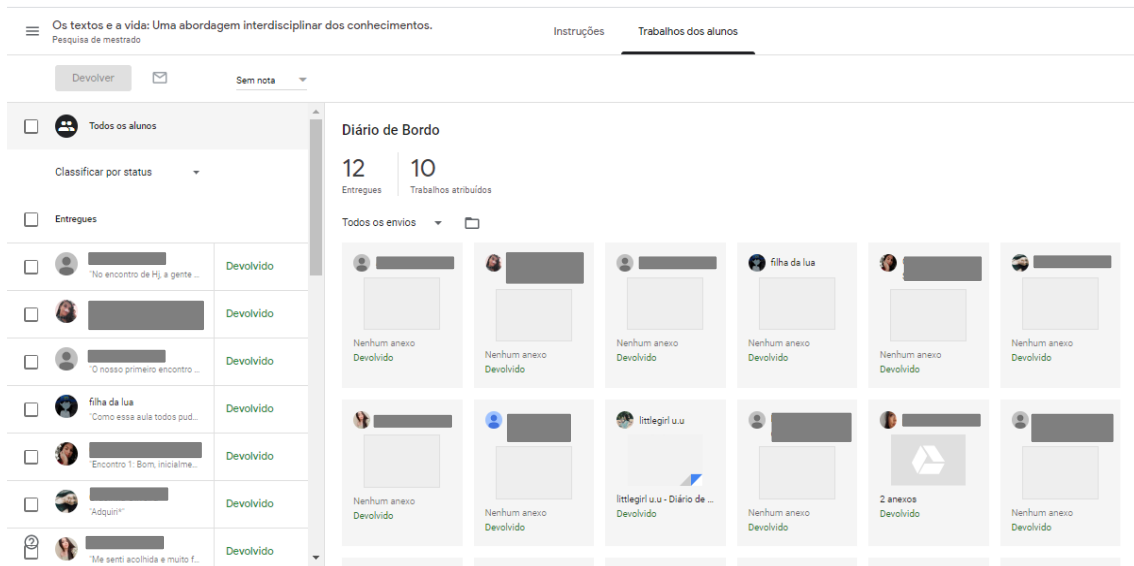 Os textos e a vida: Uma abordagem interdisciplinar dos conhecimentos.
Pesquisa de mestrado
Instruções
Trabalhos dos alunos
Devolver
Sem nota
Todos os alunos
Classificar por status
Entregues
"No encontro de Hj, a gente ...
Devolvido
Devolvido
"O nosso primeiro encontro ...
Devolvido
filha da lua
"Como essa aula todos pud...
Devolvido
"Encontro 1: Bom, inicialme...
Devolvido
"Adquiri*"
Devolvido
"Me senti acolhida e muito f...
Devolvido
Diário de Bordo
12
Entregues
10
Trabalhos atribuídos
Todos os envios
Nenhum anexo
Devolvido
Nenhum anexo
Devolvido
Nenhum anexo
Devolvido
filha da lua
Nenhum anexo
Devolvido
Nenhum anexo
Devolvido
Nenhum anexo
Devolvido
Nenhum anexo
Devolvido
Nenhum anexo
Devolvido
littlegirl u.u
littlegirl u.u - Diário de ...
Devolvido
Nenhum anexo
Devolvido
2 anexos
Devolvido
Nenhum anexo
Devolvido